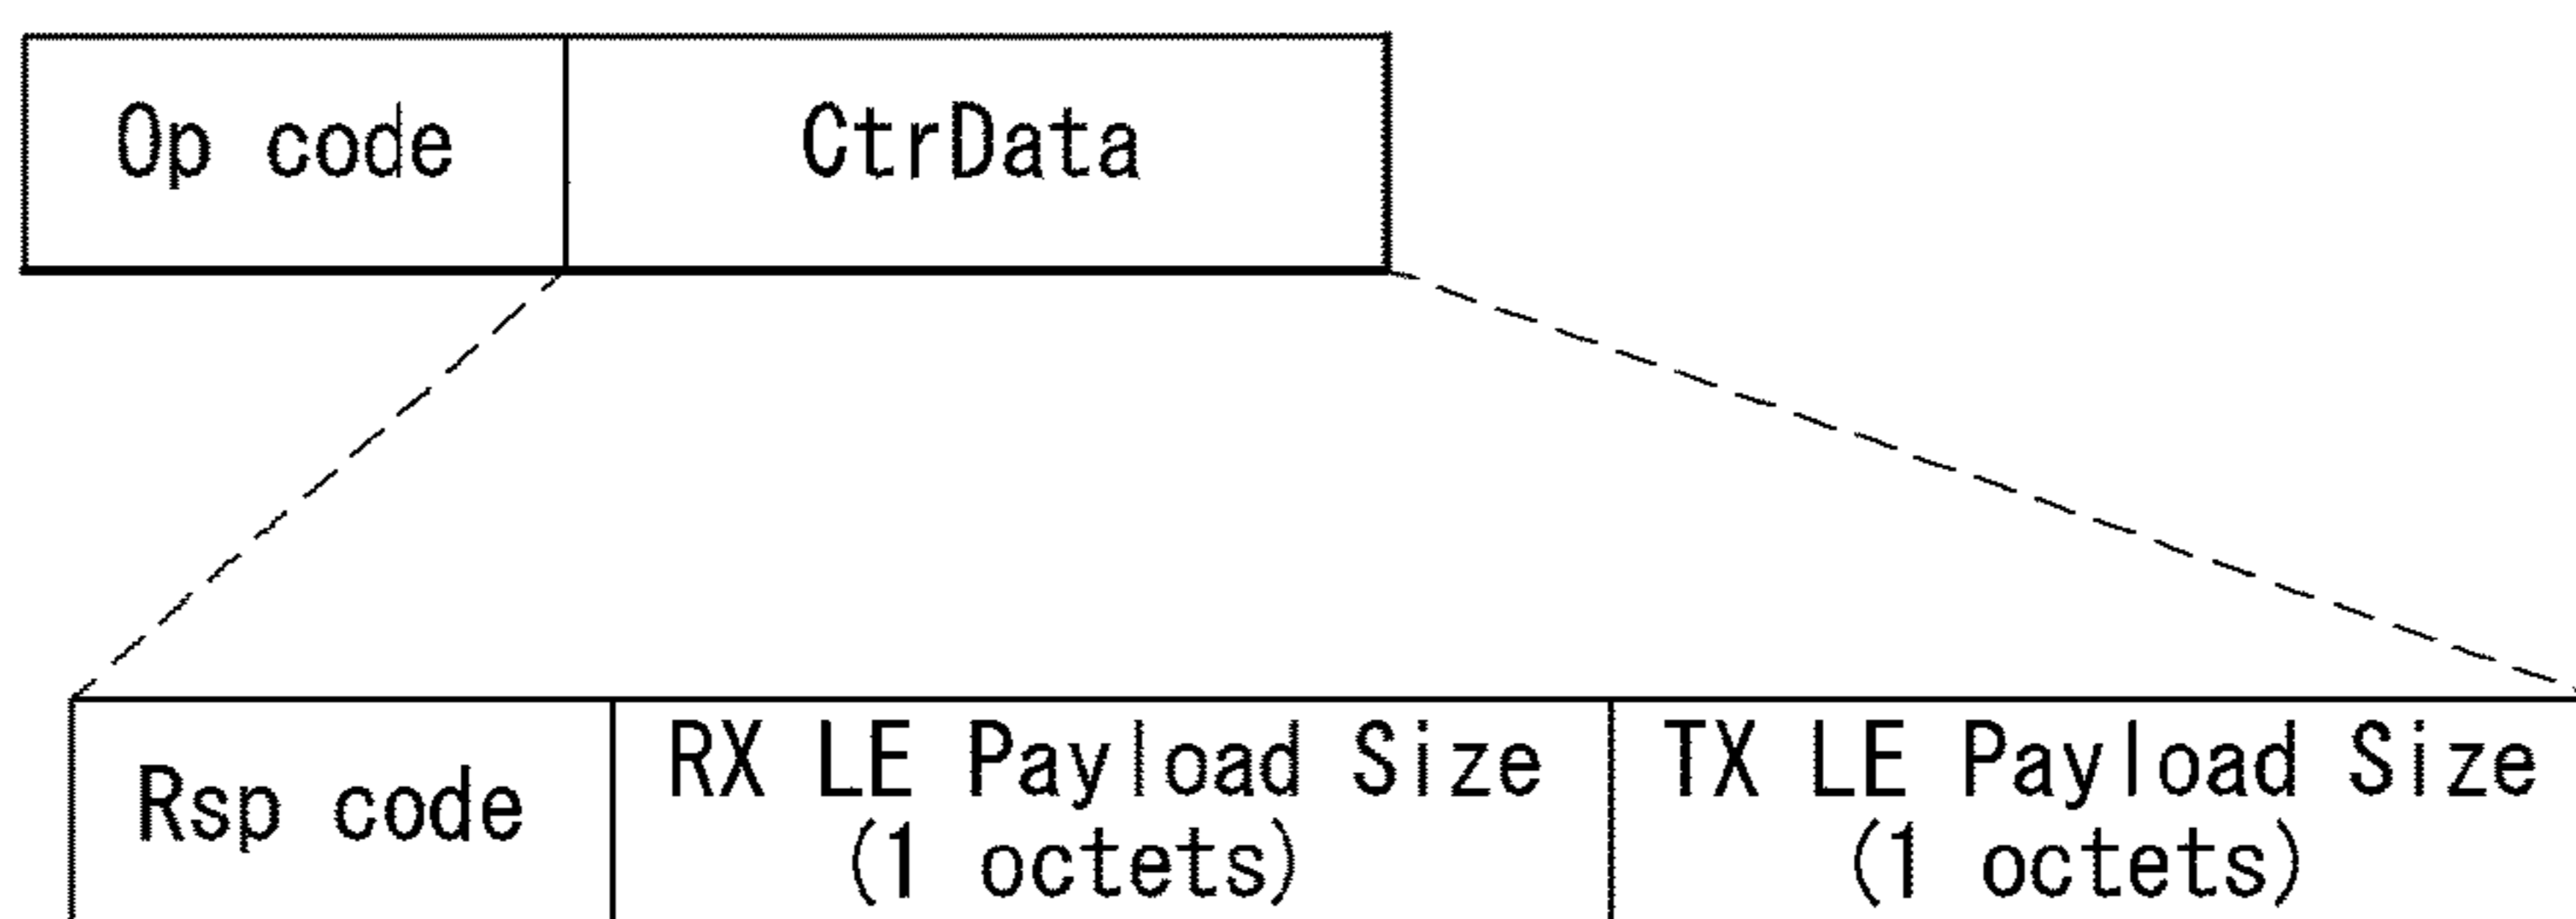 Op code
CtrData
RX LE Payload Size
TX LE Payload Size
Rsp code
(1 octets)
(1 octets)